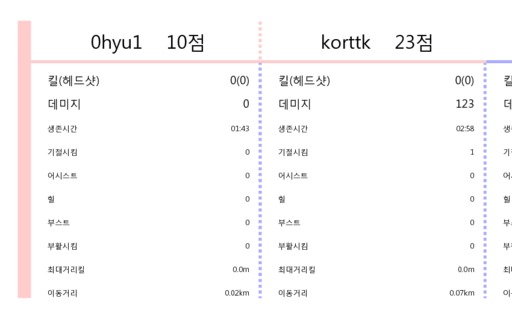 0hyu1 10점
킬(헤드샷) 0(0)
데미지 0
생존시간 01:43
기절시킴 0
어시스트 0
힐 0
부스트 0
부활시킴 0
최대거리킬 0.0m
이동거리 0.02km
korttk 23점
킬(헤드샷) 0(0)
데미지 123
생존시간 02:58
기절시킴 1
어시스트 0
힐 0
부스트 0
부활시킴 0
최대거리킬 0.0m
이동거리 0.07km